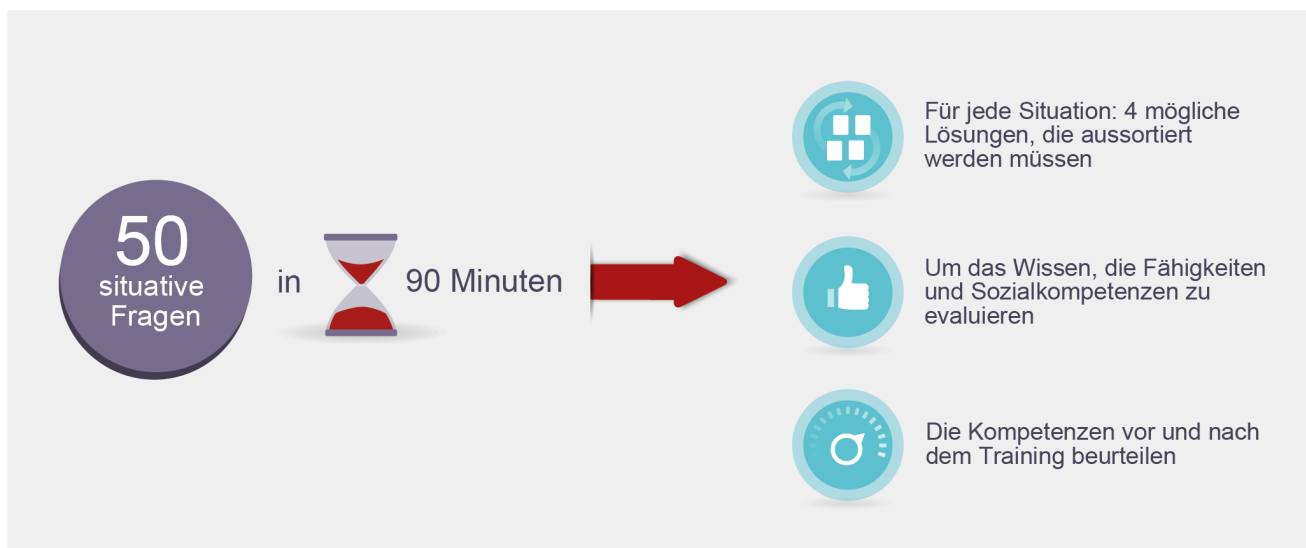 50
situative
Fragen
in
90 Minuten
Für jede Situation: 4 mögliche
Lösungen, die aussortiert
werden müssen
Um das Wissen, die Fähigkeiten
und Sozialkompetenzen zu
evaluieren
Die Kompetenzen vor und nach
dem Training beurteilen